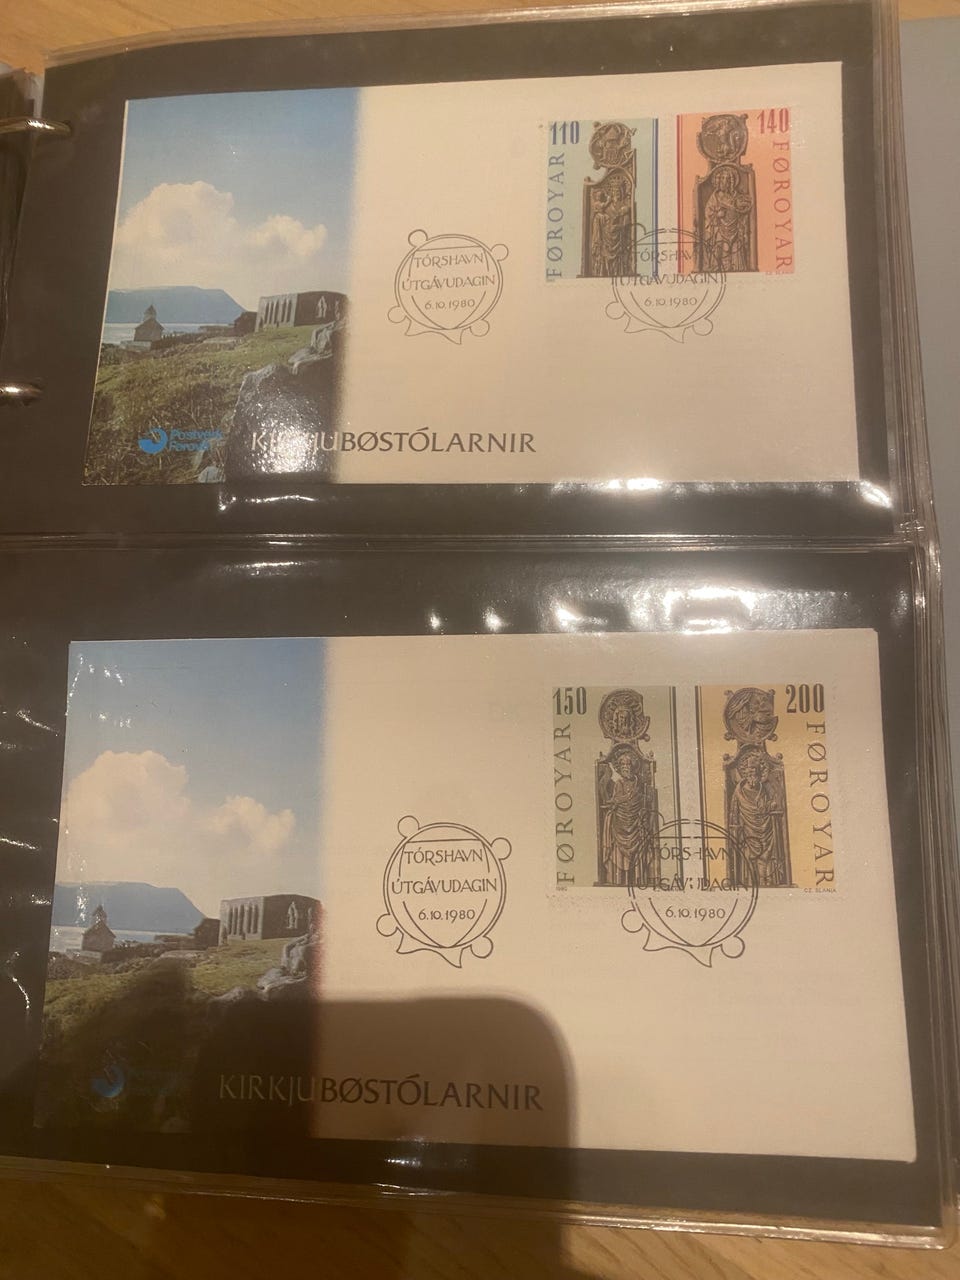 110
FØROYAR
140
FØROYAR
TÓRSHAVN
ÚTGÁVUDAGIN
6.10.1980
TÓRSHAVN
ÚTGÁVUDAGIN
6.10.1980
KIRKJUBØSTÓLARNIR
150
FØROYAR
1980
200
FØROYAR
CZ. SLANIA
TÓRSHAVN
ÚTGÁVUDAGIN
6.10.1980
TÓRSHAVN
ÚTGÁVUDAGIN
6.10.1980
KIRKJUBØSTÓLARNIR